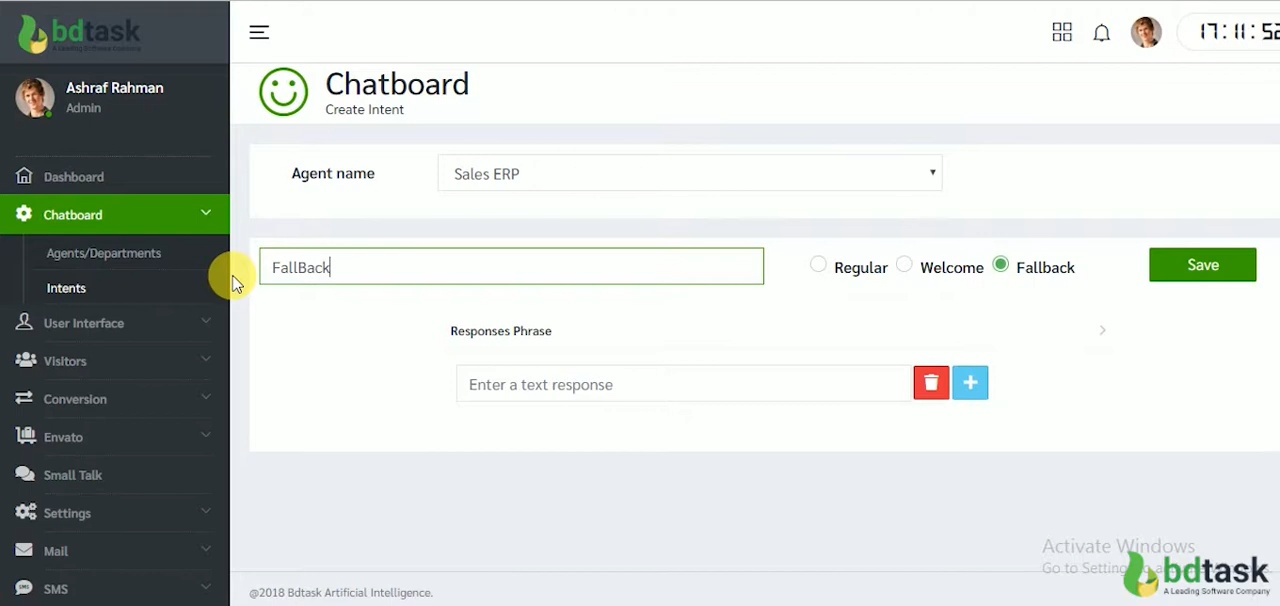 bdtask
A Leading Software Company
17:11:52
Ashraf Rahman
Admin
Chatboard
Create Intent
Dashboard
Chatboard
Agents/Departments
Intents
User Interface
Visitors
Conversion
Envato
Small Talk
Settings
Mail
SMS
Agent name
Sales ERP
FallBack
Regular
Welcome
Fallback
Save
Responses Phrase
Enter a text response
Activate Windows
Go to Setting
@2018 Bdtask Artificial Intelligence.
bdtask
A Leading Software Company